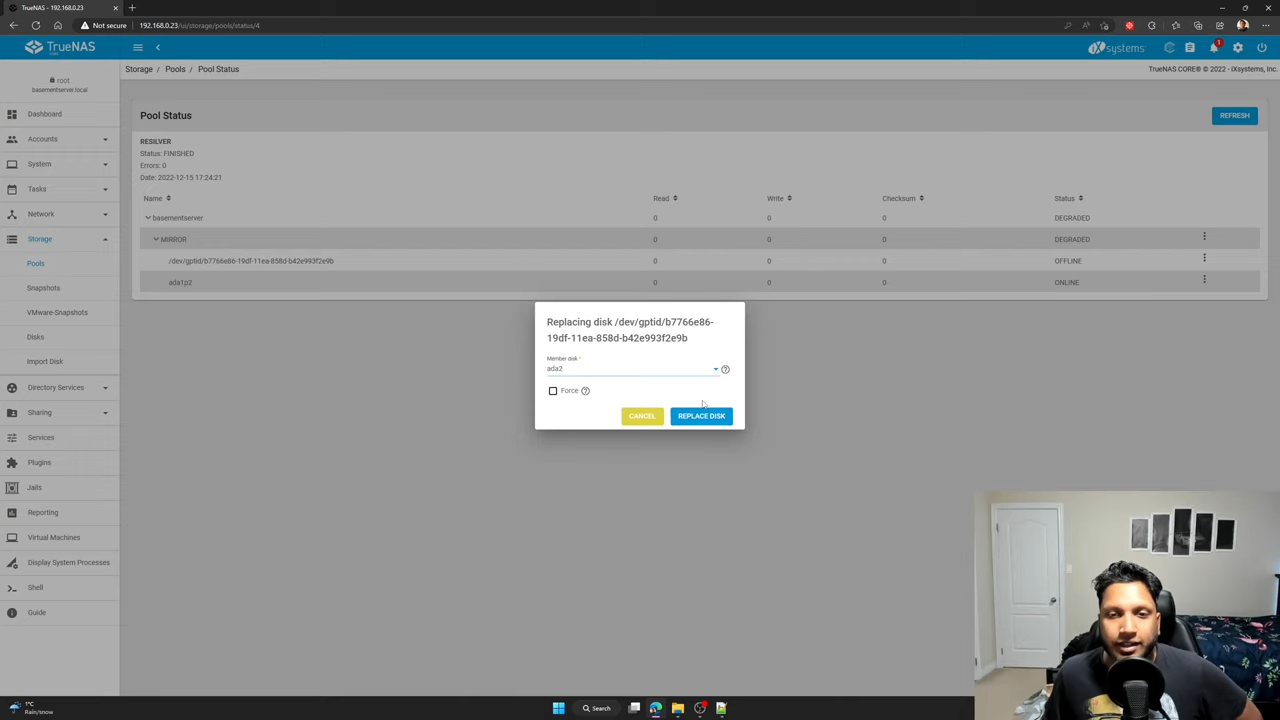 TrueNAS - 192.168.0.23
Not secure 192.168.0.23/ui/storage/pools/status/4
TrueNAS
CORE
iXsystems
1
root
basementserver.local
Storage / Pools / Pool Status
TrueNAS CORE® © 2022 - iXsystems, Inc.
Dashboard
Accounts
System
Tasks
Network
Storage
Pools
Snapshots
VMware-Snapshots
Disks
Import Disk
Directory Services
Sharing
Services
Plugins
Jails
Reporting
Virtual Machines
Display System Processes
Shell
Guide
Pool Status
REFRESH
RESILVER
Status: FINISHED
Errors: 0
Date: 2022-12-15 17:24:21
Name Read Write Checksum Status
basementserver 0 0 0 DEGRADED
MIRROR 0 0 0 DEGRADED
/dev/gptid/b7766e86-19df-11ea-858d-b42e993f2e9b 0 0 0 OFFLINE
ada1p2 0 0 0 ONLINE
Replacing disk /dev/gptid/b7766e86-
19df-11ea-858d-b42e993f2e9b
Member disk *
ada2
Force
CANCEL REPLACE DISK
1°C
Rain/snow
Search